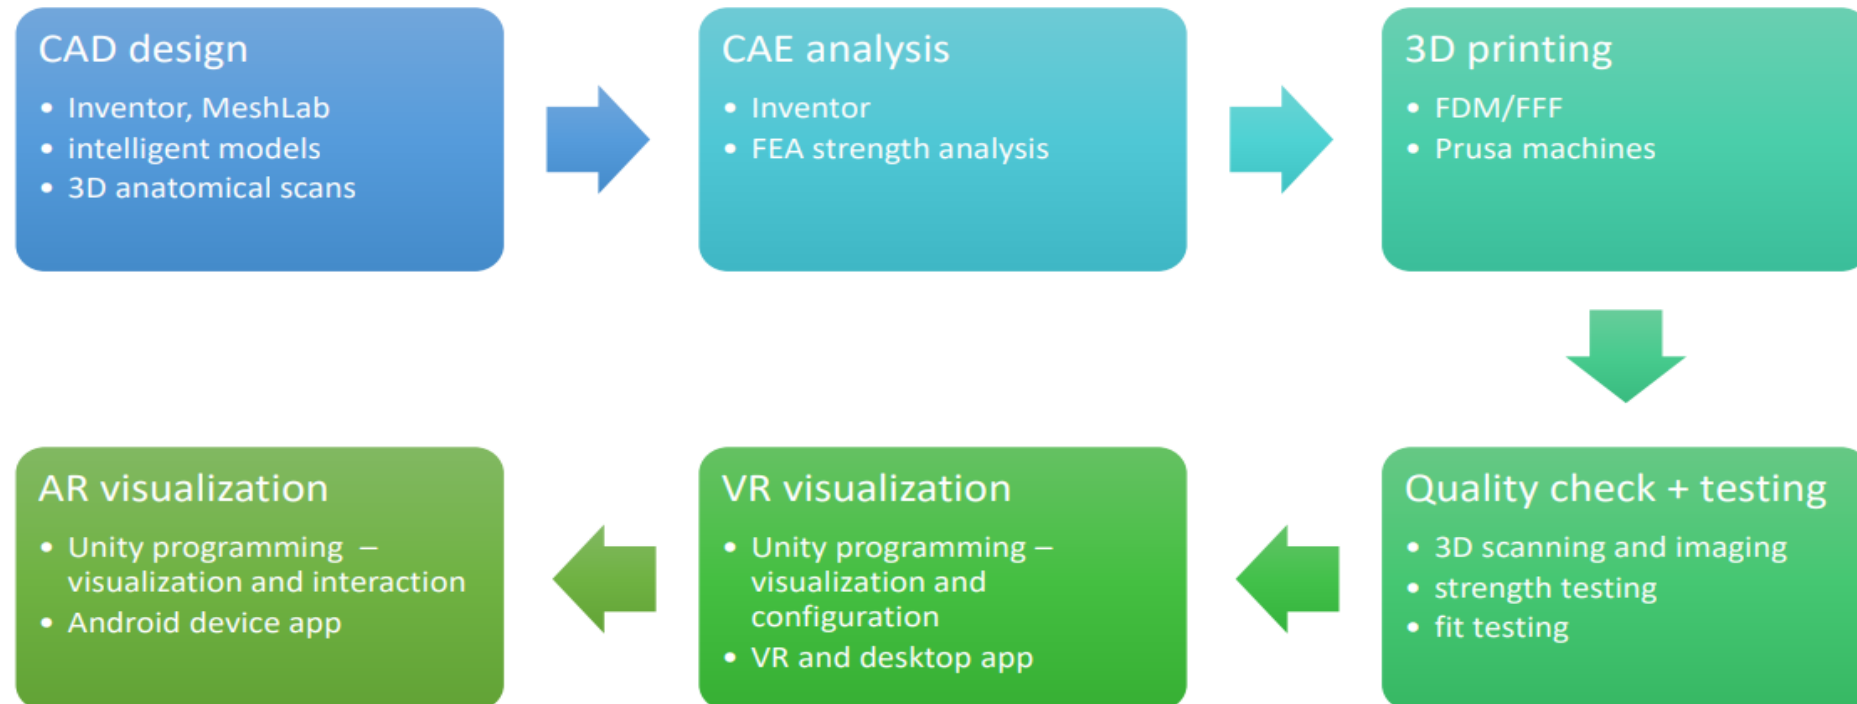 CAD design
• Inventor, MeshLab
• intelligent models
• 3D anatomical scans
CAE analysis
• Inventor
• FEA strength analysis
3D printing
• FDM/FFF
• Prusa machines
Quality check + testing
• 3D scanning and imaging
• strength testing
• fit testing
VR visualization
• Unity programming –
visualization and
configuration
• VR and desktop app
AR visualization
• Unity programming –
visualization and interaction
• Android device app